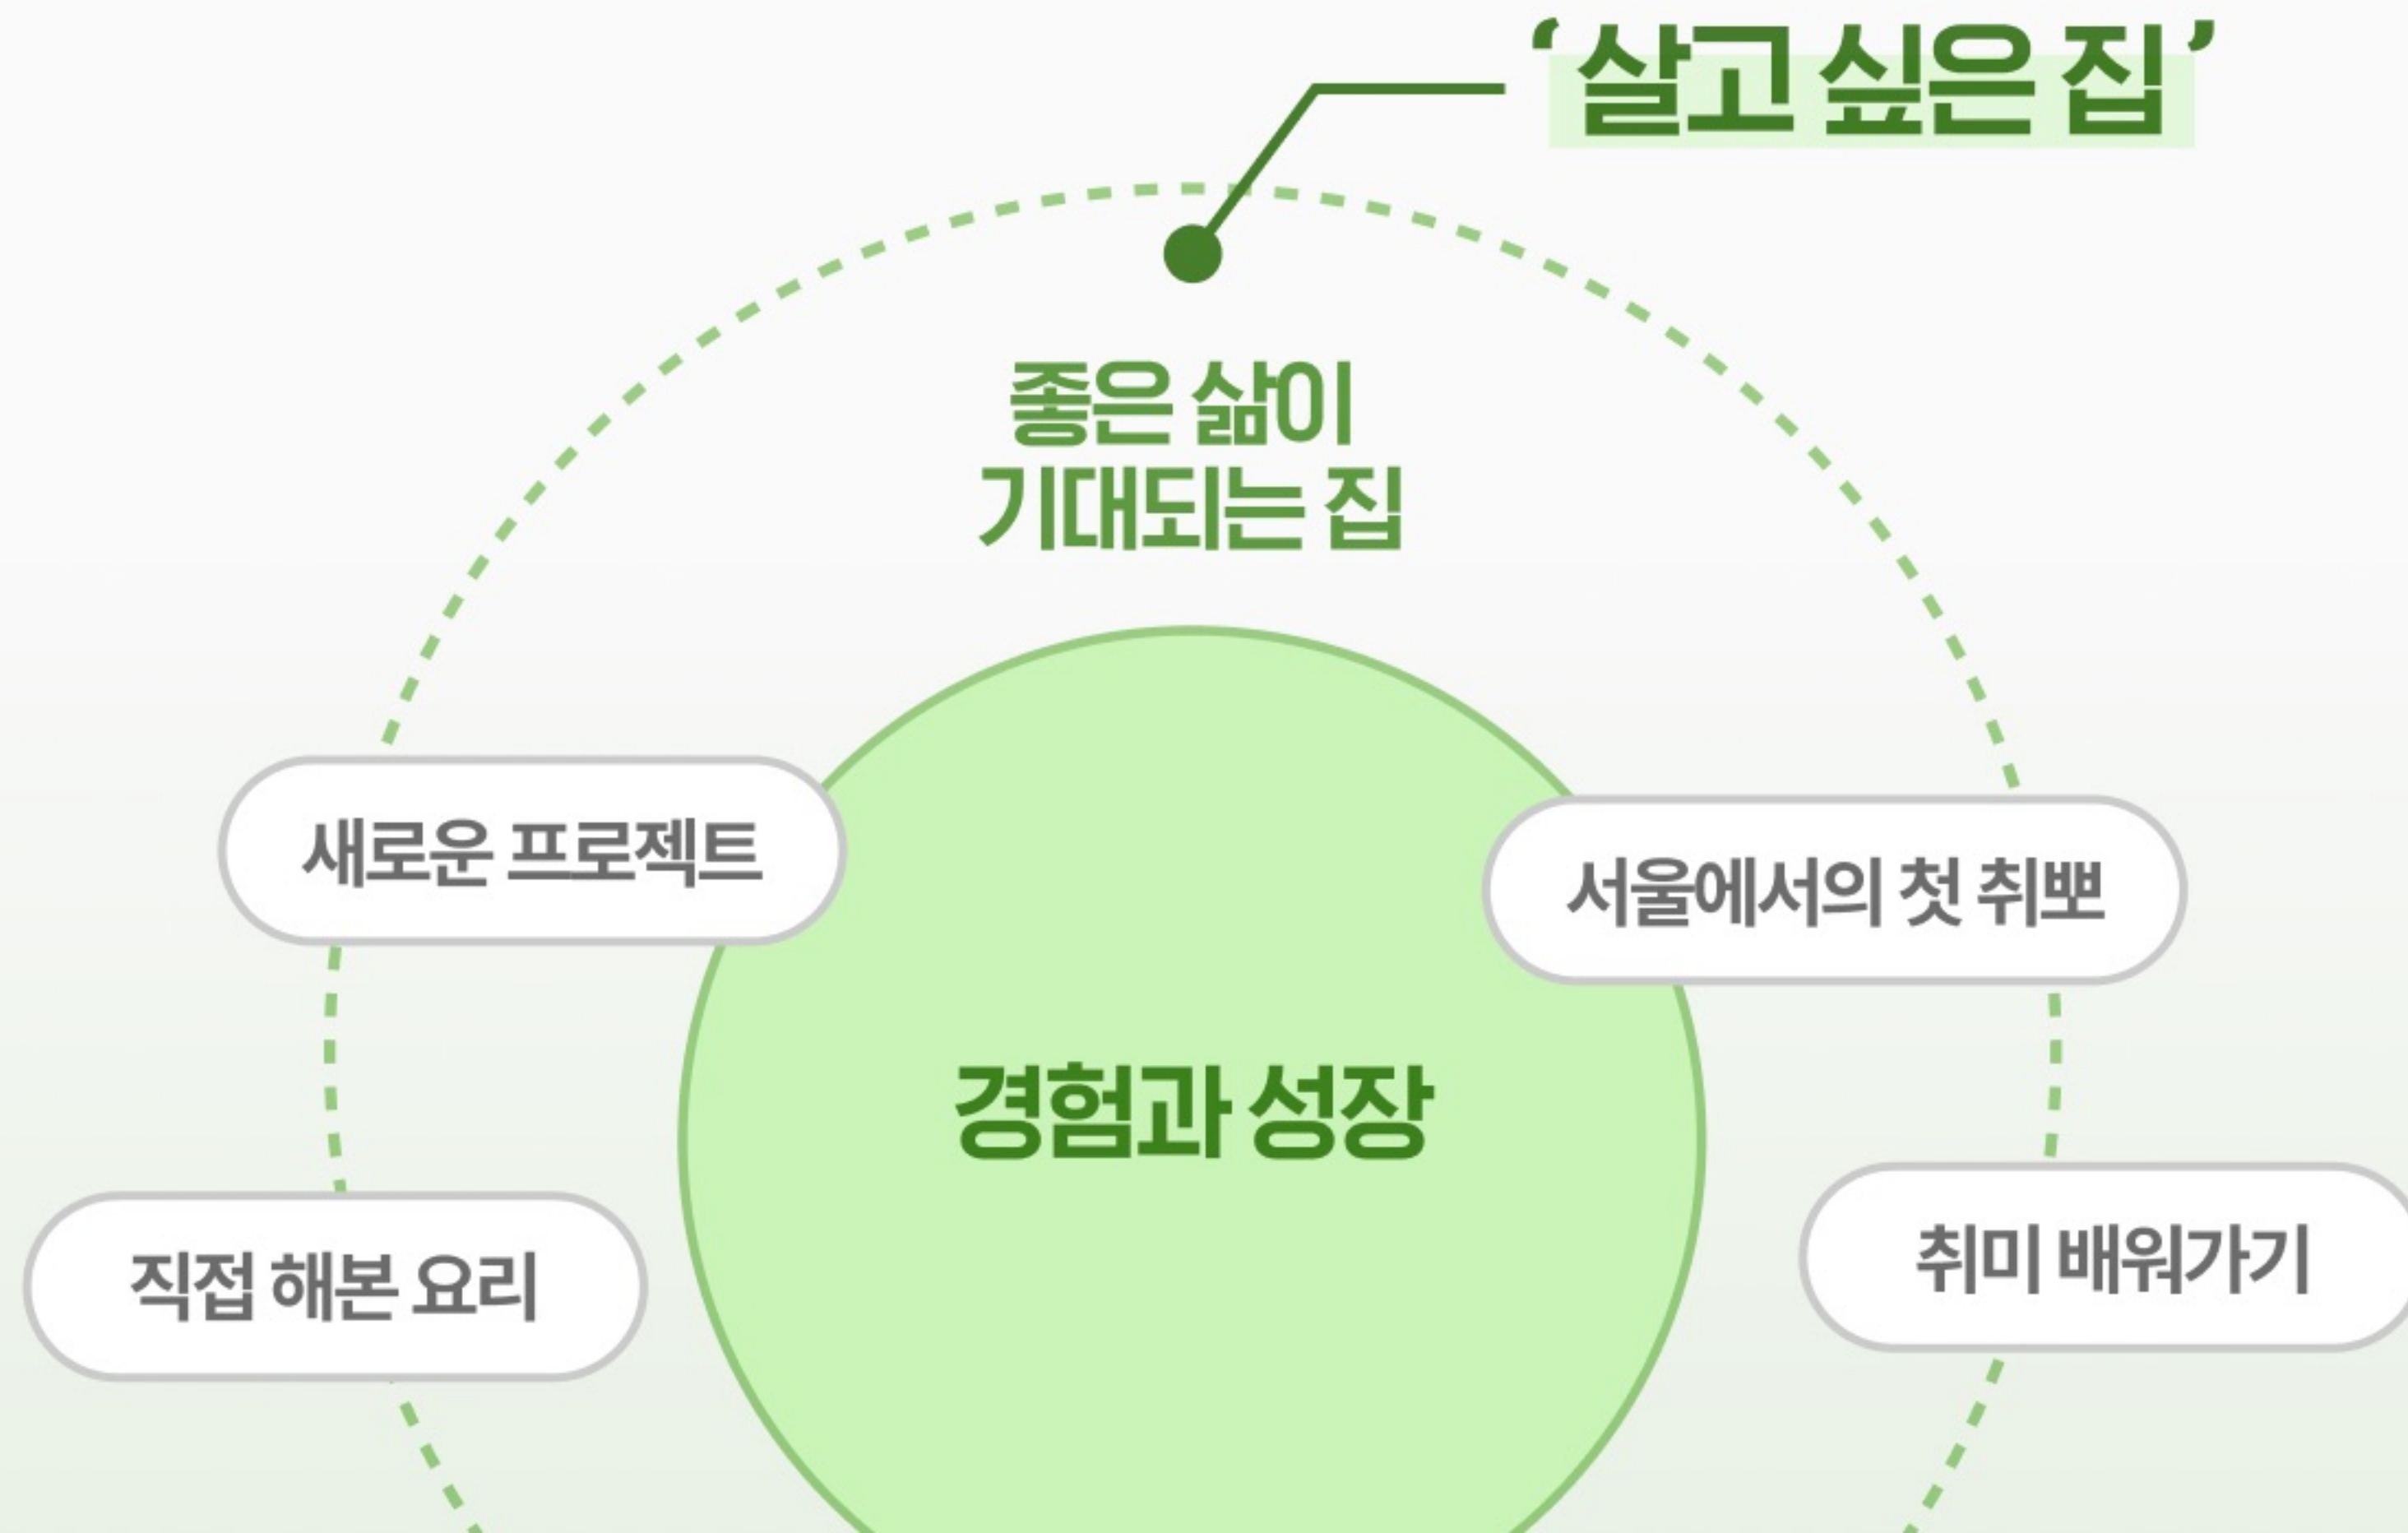 ‘살고 싶은 집’
좋은 삶이
기대되는 집
새로운 프로젝트
서울에서의 첫 취뽀
경험과 성장
직접 해본 요리
취미 배워가기